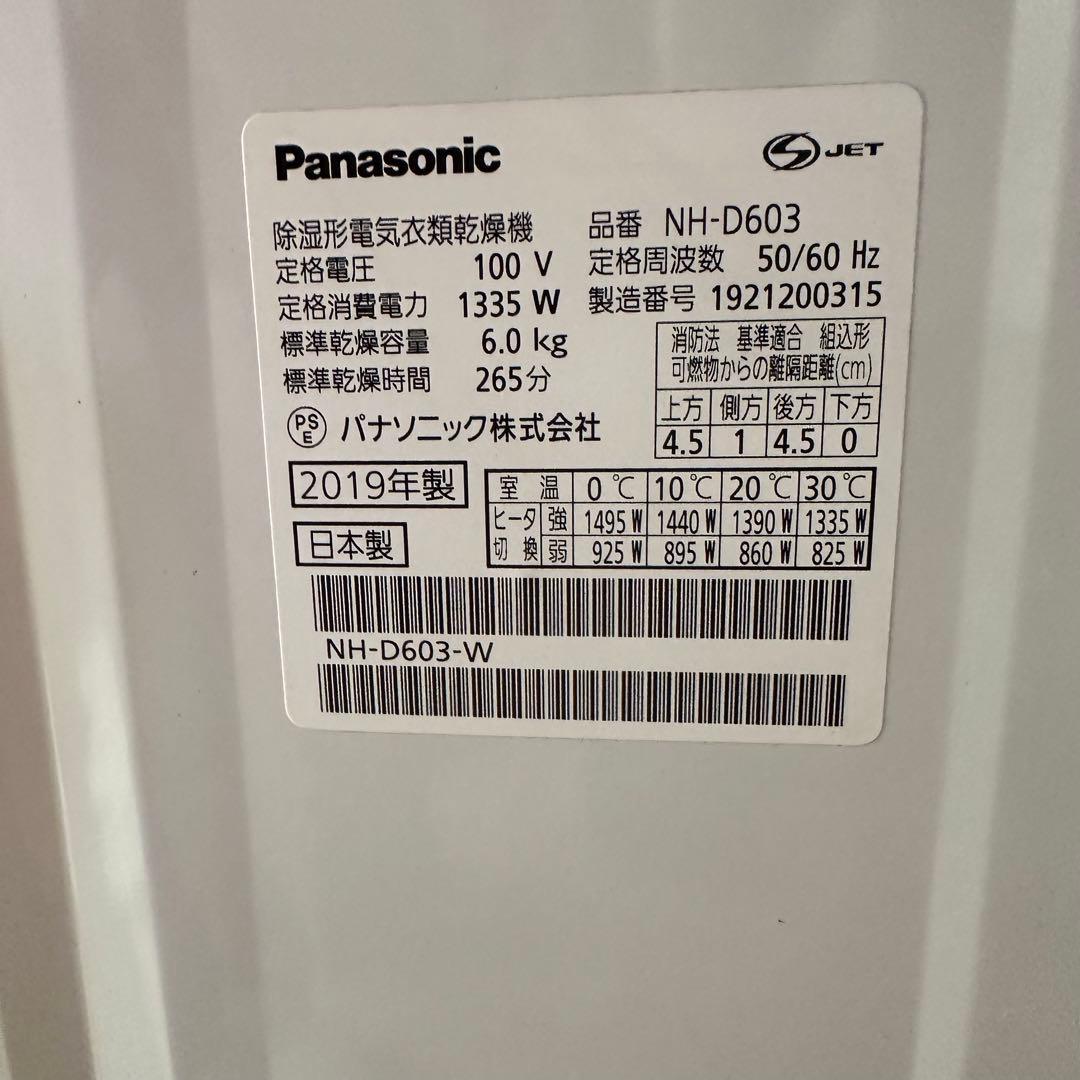 Panasonic
S JET
除湿形電気衣類乾燥機
品番 NH-D603
定格電圧 100 V
定格周波数 50/60 Hz
定格消費電力 1335 W
製造番号 1921200315
標準乾燥容量 6.0 kg
標準乾燥時間 265分
消防法 基準適合 組込形
可燃物からの離隔距離(cm)
上方 側方 後方 下方
4.5 1 4.5 0
PS E パナソニック株式会社
2019年製
日本製
室温 0℃ 10℃ 20℃ 30℃
ヒータ切換 強 1495 W 1440 W 1390 W 1335 W
弱 925 W 895 W 860 W 825 W
NH-D603-W